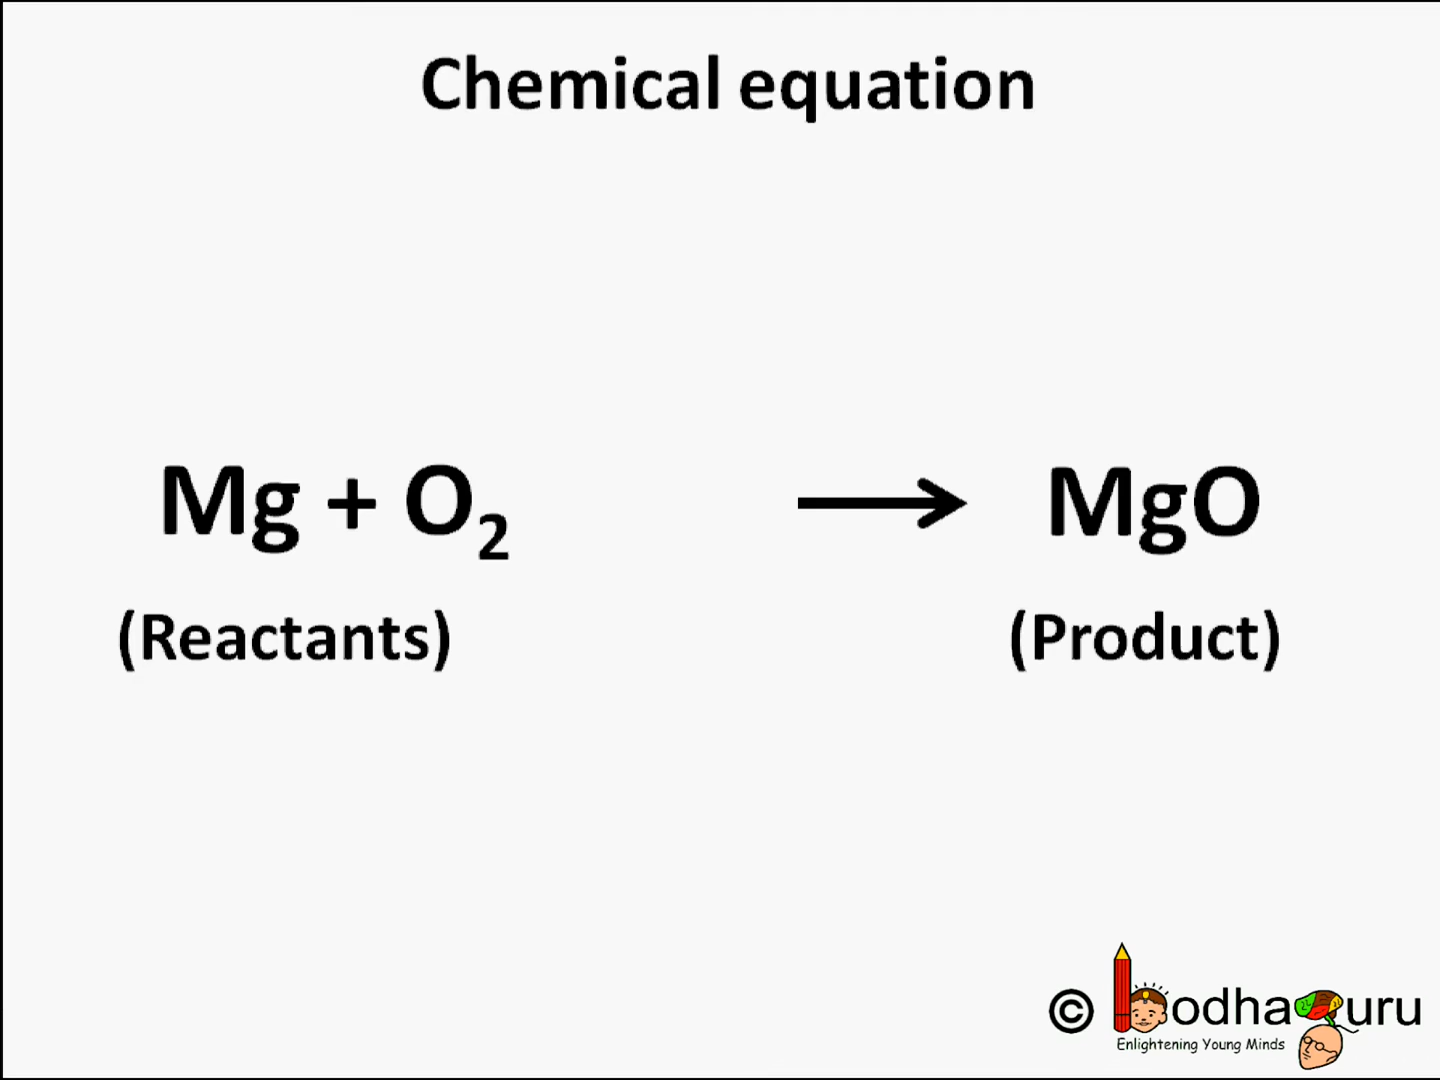 Chemical equation
Mg + O₂ → MgO
(Reactants) (Product)
© bodhaguru
Enlightening Young Minds